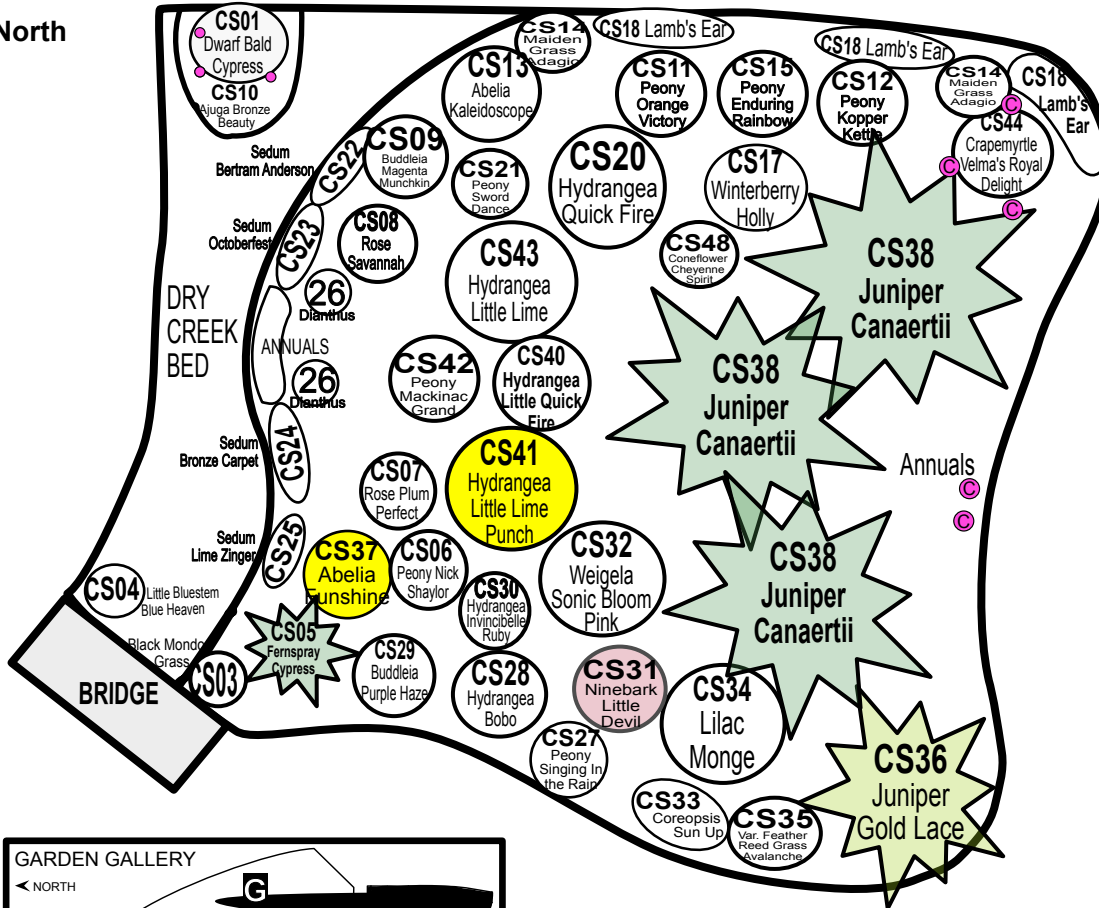 North
CS01
Dwarf Bald
Cypress
CS10
Ajuga Bronze
Beauty
CS14
Maiden
Grass
Adagio
CS18 Lamb's Ear
CS18 Lamb's Ear
CS14
Maiden
Grass
Adagio
CS18
Lamb's
Ear
CS13
Abelia
Kaleidoscope
CS11
Peony
Orange
Victory
CS15
Peony
Enduring
Rainbow
CS12
Peony
Kopper
Kettle
CS44
Crapemyrtle
Velma's Royal
Delight
C
C
C
Sedum
Bertram Anderson
CS22
CS09
Buddleia
Magenta
Munchkin
CS21
Peony
Sword
Dance
CS20
Hydrangea
Quick Fire
CS17
Winterberry
Holly
Sedum
Octoberfest
CS23
CS08
Rose
Savannah
CS43
Hydrangea
Little Lime
CS48
Coneflower
Cheyenne
Spirit
CS38
Juniper
Canaertii
DRY
CREEK
BED
26
Dianthus
ANNUALS
26
Dianthus
CS42
Peony
Mackinac
Grand
CS40
Hydrangea
Little Quick
Fire
CS38
Juniper
Canaertii
Sedum
Bronze Carpet
CS24
CS07
Rose Plum
Perfect
CS41
Hydrangea
Little Lime
Punch
Annuals
C
C
Sedum
Lime Zinger
CS25
CS37
Abelia
Funshine
CS06
Peony Nick
Shaylor
CS30
Hydrangea
Invincibelle
Ruby
CS32
Weigela
Sonic Bloom
Pink
CS38
Juniper
Canaertii
CS04
Little Bluestem
Blue Heaven
Black Mondo
Grass
CS03
BRIDGE
CS05
Fernspray
Cypress
CS29
Buddleia
Purple Haze
CS28
Hydrangea
Bobo
CS31
Ninebark
Little
Devil
CS34
Lilac
Monge
CS27
Peony
Singing In
the Rain
CS33
Coreopsis
Sun Up
CS35
Var. Feather
Reed Grass
Avalanche
CS36
Juniper
Gold Lace
GARDEN GALLERY
NORTH
G